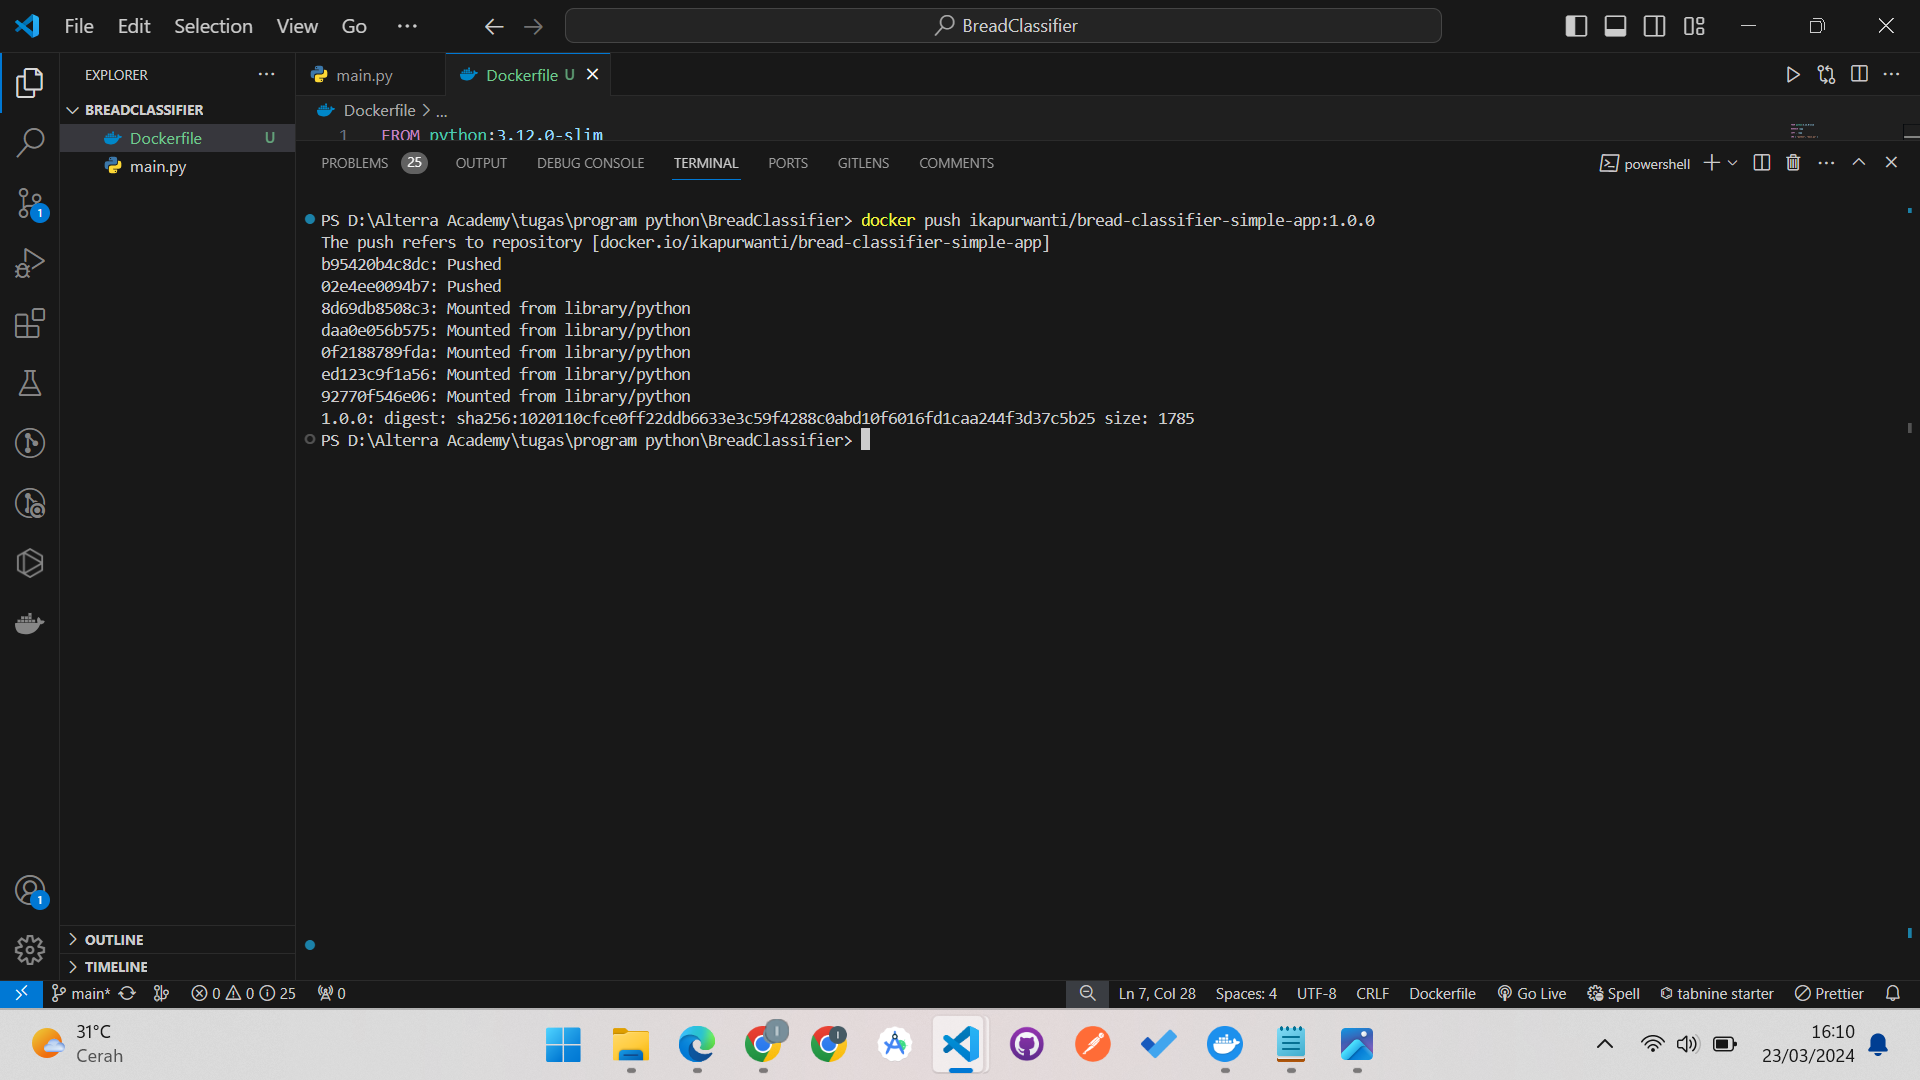 File Edit Selection View Go ...
BreadClassifier
EXPLORER
BREADCLASSIFIER
Dockerfile U
main.py
OUTLINE
TIMELINE
main.py
Dockerfile U
Dockerfile > ...
1 FROM python:3.12.0-slim
PROBLEMS 25 OUTPUT DEBUG CONSOLE TERMINAL PORTS GITLENS COMMENTS
powershell
PS D:\Alterra Academy\tugas\program python\BreadClassifier> docker push ikapurwanti/bread-classifier-simple-app:1.0.0
The push refers to repository [docker.io/ikapurwanti/bread-classifier-simple-app]
b95420b4c8dc: Pushed
02e4ee0094b7: Pushed
8d69db8508c3: Mounted from library/python
daa0e056b575: Mounted from library/python
0f2188789fda: Mounted from library/python
ed123c9f1a56: Mounted from library/python
92770f546e06: Mounted from library/python
1.0.0: digest: sha256:1020110cfce0ff22ddb6633e3c59f4288c0abd10f6016fd1caa244f3d37c5b25 size: 1785
PS D:\Alterra Academy\tugas\program python\BreadClassifier>
1
1
main* 0 0 25 0
Ln 7, Col 28 Spaces: 4 UTF-8 CRLF Dockerfile Go Live Spell tabnine starter Prettier
31°C
Cerah
16:10
23/03/2024